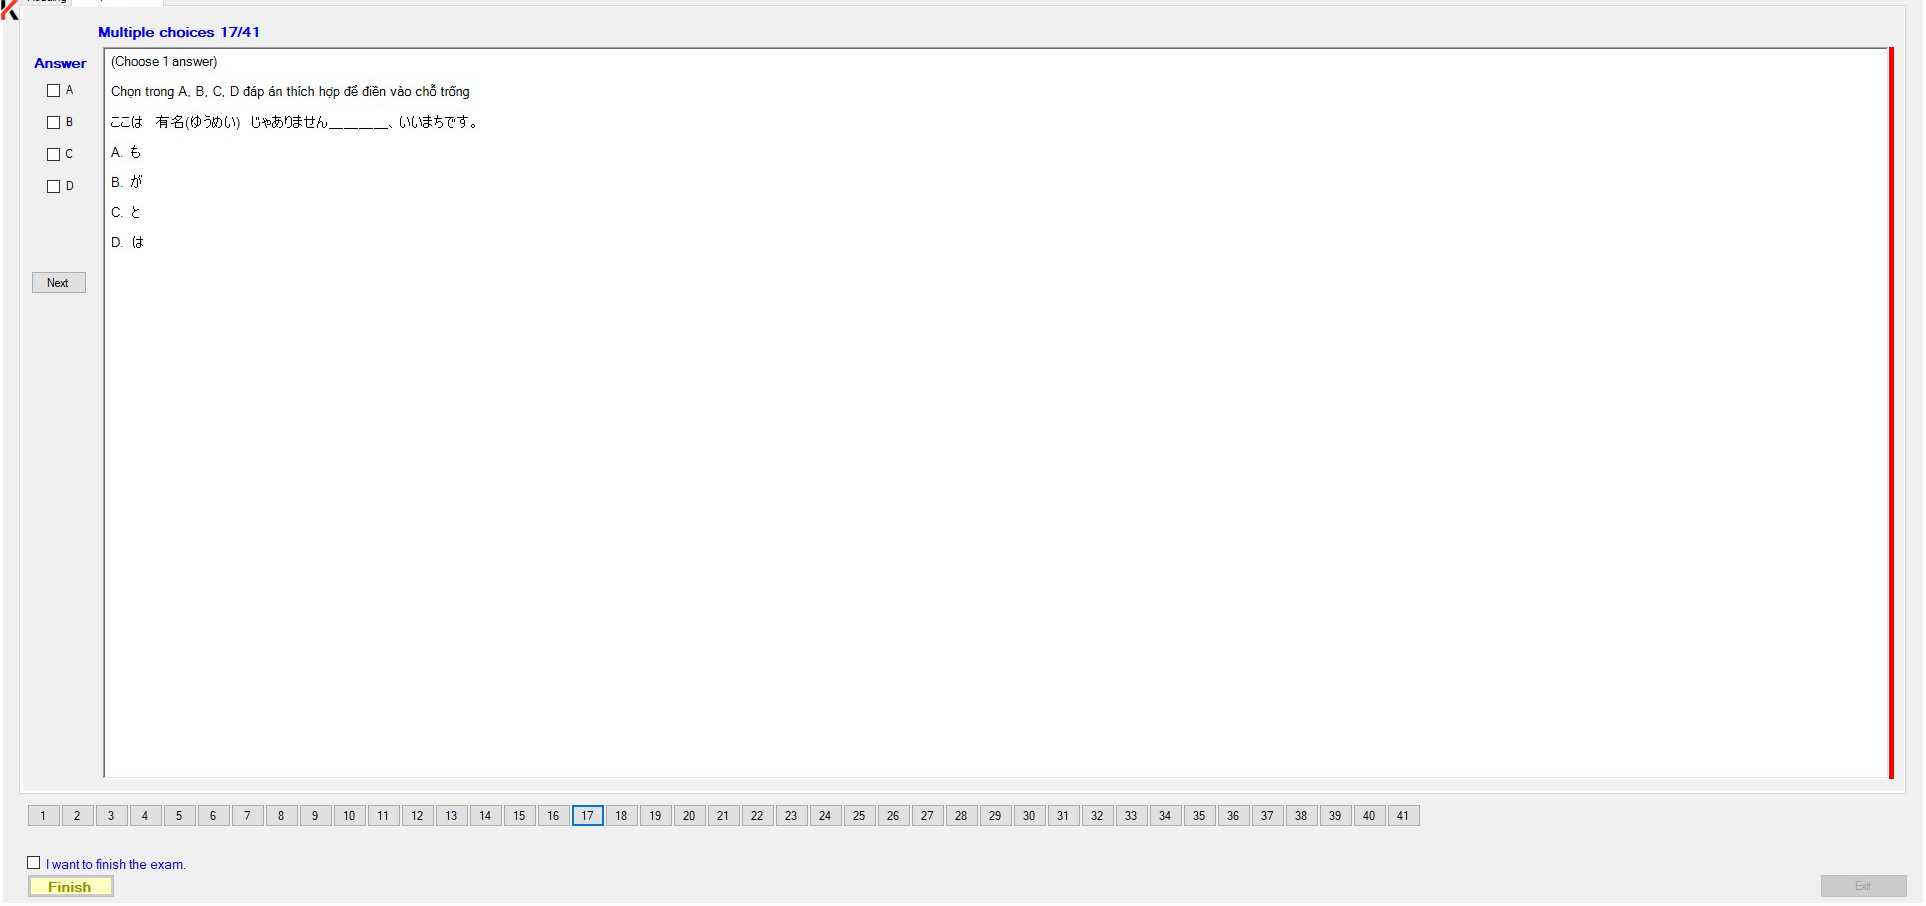 Multiple choices 17/41
Answer
A
B
C
D
Next
(Choose 1 answer)
Chọn trong A, B, C, D đáp án thích hợp để điền vào chỗ trống
ここは　有名(ゆうめい)　じゃありません________、いいまちです。
A. も
B. が
C. と
D. は
1 2 3 4 5 6 7 8 9 10 11 12 13 14 15 16 17 18 19 20 21 22 23 24 25 26 27 28 29 30 31 32 33 34 35 36 37 38 39 40 41
I want to finish the exam.
Finish
Exit